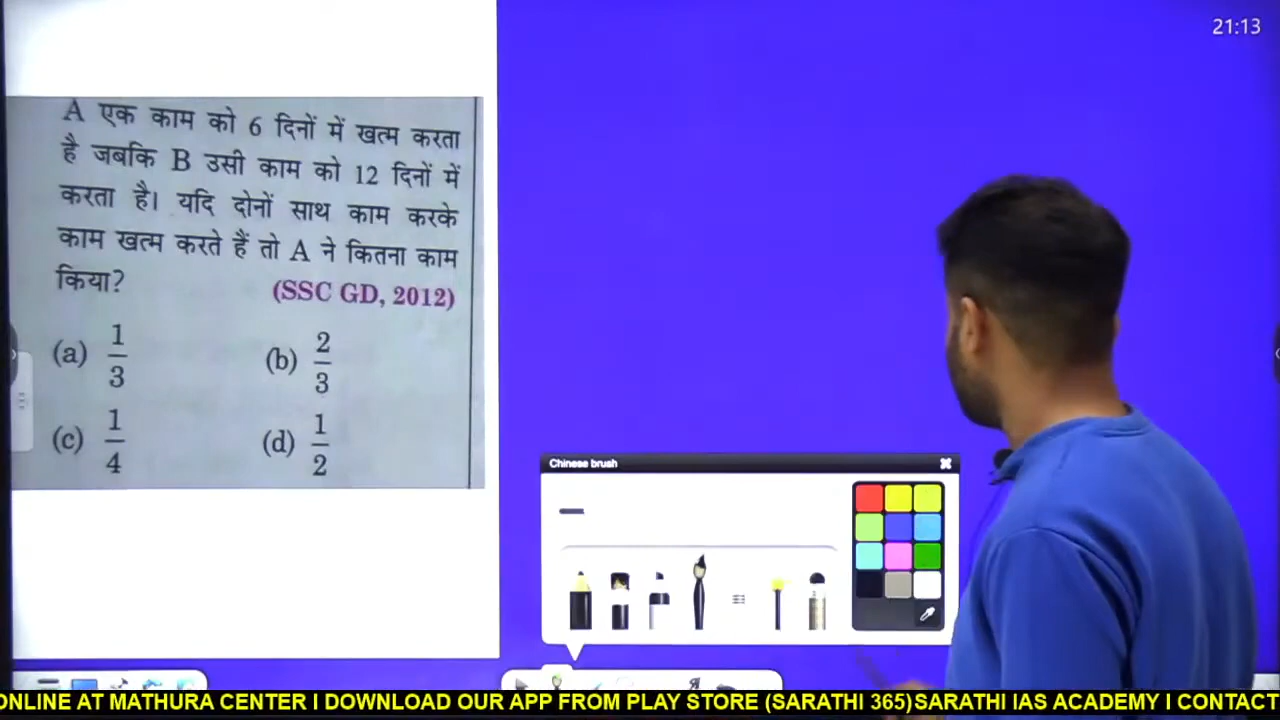 21:13
A एक काम को 6 दिनों में खत्म करता
है जबकि B उसी काम को 12 दिनों में
करता है। यदि दोनों साथ काम करके
काम खत्म करते हैं तो A ने कितना काम
किया? (SSC GD, 2012)
(a) 1/3 (b) 2/3
(c) 1/4 (d) 1/2
Chinese brush
ONLINE AT MATHURA CENTER I DOWNLOAD OUR APP FROM PLAY STORE (SARATHI 365)SARATHI IAS ACADEMY I CONTACT